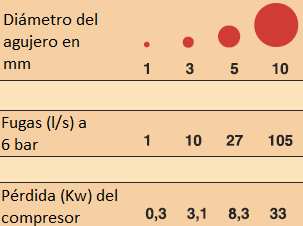 Diámetro del
agujero en
mm
1 3 5 10
Fugas (l/s) a
6 bar
1 10 27 105
Pérdida (Kw) del
compresor
0,3 3,1 8,3 33